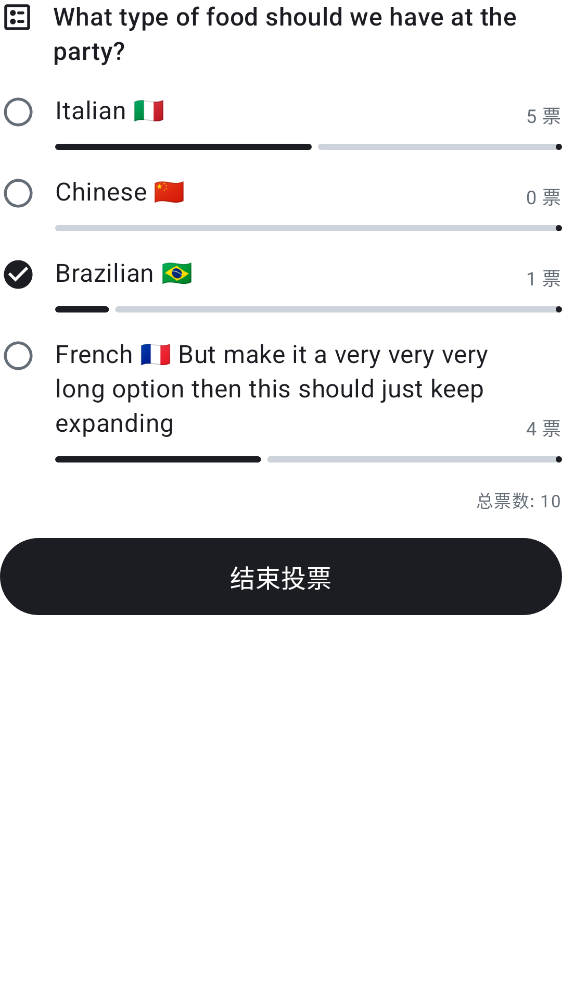 What type of food should we have at the
party?
Italian 🇮🇹
5 票
Chinese 🇨🇳
0 票
Brazilian 🇧🇷
1 票
French 🇫🇷 But make it a very very very
long option then this should just keep
expanding
4 票
总票数: 10
结束投票